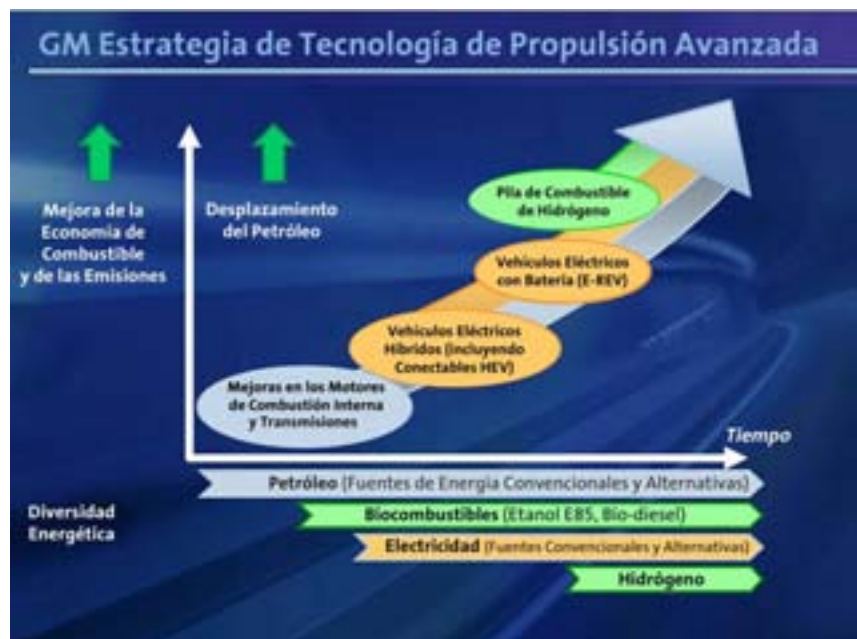 GM Estrategia de Tecnología de Propulsión Avanzada
Mejora de la
Economía de
Combustible
y de las Emisiones
Desplazamiento
del Petróleo
Pila de Combustible
de Hidrógeno
Vehículos Eléctricos
con Batería (E-REV)
Vehículos Eléctricos
Híbridos (Incluyendo
Conectables HEV)
Mejoras en los Motores
de Combustión Interna
y Transmisiones
Tiempo
Diversidad
Energética
Petróleo (Fuentes de Energía Convencionales y Alternativas)
Biocombustibles (Etanol E85, Bio-diesel)
Electricidad (Fuentes Convencionales y Alternativas)
Hidrógeno